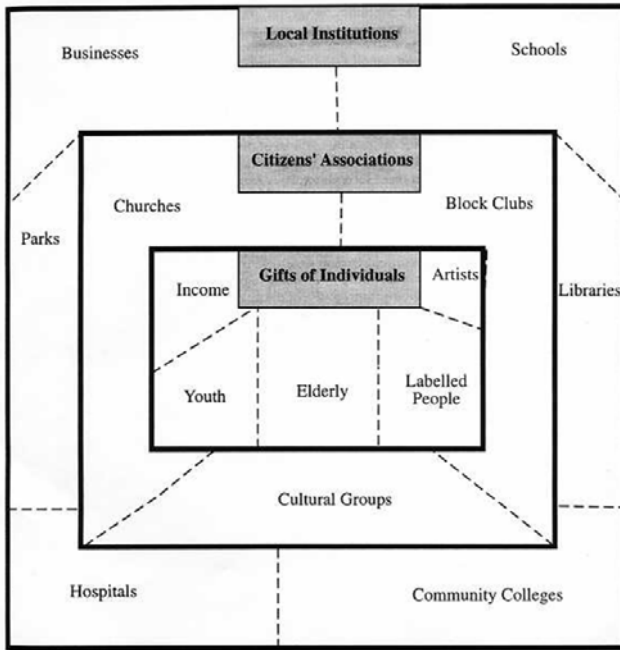 Local Institutions
Businesses
Schools
Citizens' Associations
Churches
Block Clubs
Parks
Gifts of Individuals
Income
Artists
Libraries
Youth
Elderly
Labelled
People
Cultural Groups
Hospitals
Community Colleges